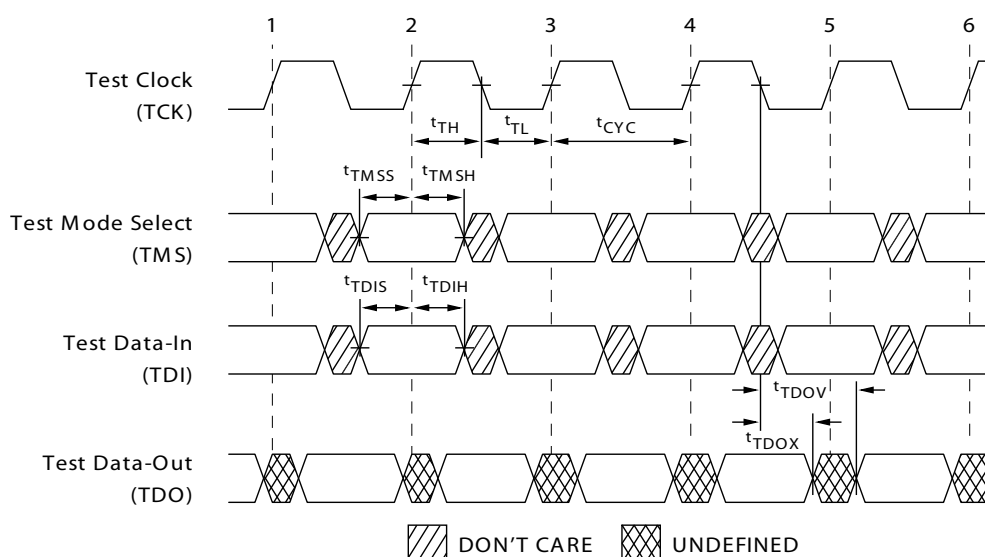 1 2 3 4 5 6
Test Clock
(TCK)
tTH tTL tCYC
tTMSS tTMSH
Test Mode Select
(TMS)
tTDIS tTDIH
Test Data-In
(TDI)
tTDOV
tTDOX
Test Data-Out
(TDO)
DON'T CARE UNDEFINED